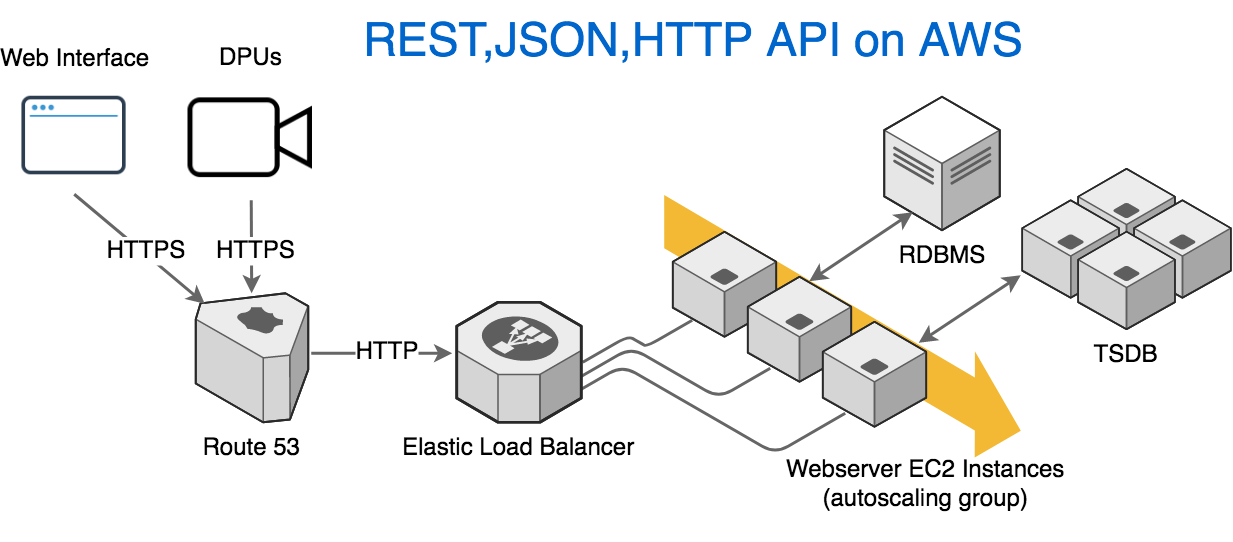 REST,JSON,HTTP API on AWS
Web Interface
DPUs
HTTPS
HTTPS
RDBMS
TSDB
HTTP
Route 53
Elastic Load Balancer
Webserver EC2 Instances
(autoscaling group)